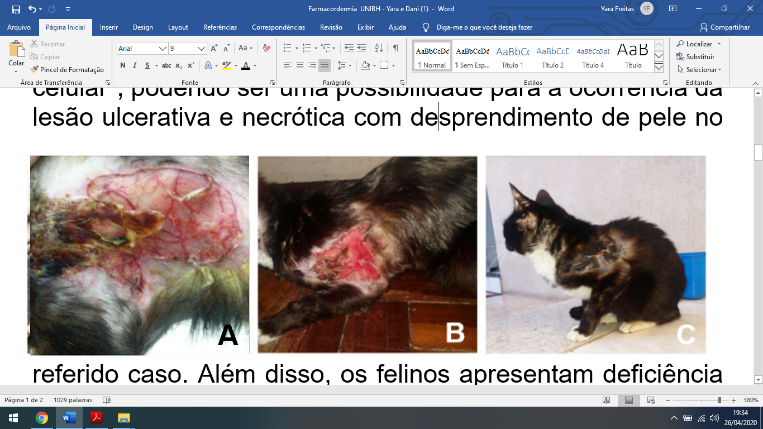 Farmacordermia UNIBH - Yara e Dani (1) - Word
Yara Freitas YF
Arquivo Página Inicial Inserir Design Layout Referências Correspondências Revisão Exibir Ajuda Diga-me o que você deseja fazer Compartilhar
Colar
Recortar
Copiar
Pincel de Formatação
Área de Transferência
Arial 9
N I S abc x₂ x² A
Fonte
Parágrafo
AaBbCcDc AaBbCcDc AaBbCc AaBbCcE AaBbCcDdE AaB
1 Normal 1 Sem Esp... Título 1 Título 2 Título 4 Título
Estilos
Localizar
Substituir
Selecionar
Editando
celular , podendo ser uma possibilidade para a ocorrência da
lesão ulcerativa e necrótica com desprendimento de pele no
A B C
referido caso. Além disso, os felinos apresentam deficiência
Página 1 de 2 1029 palavras 380%
19:34
26/04/2020